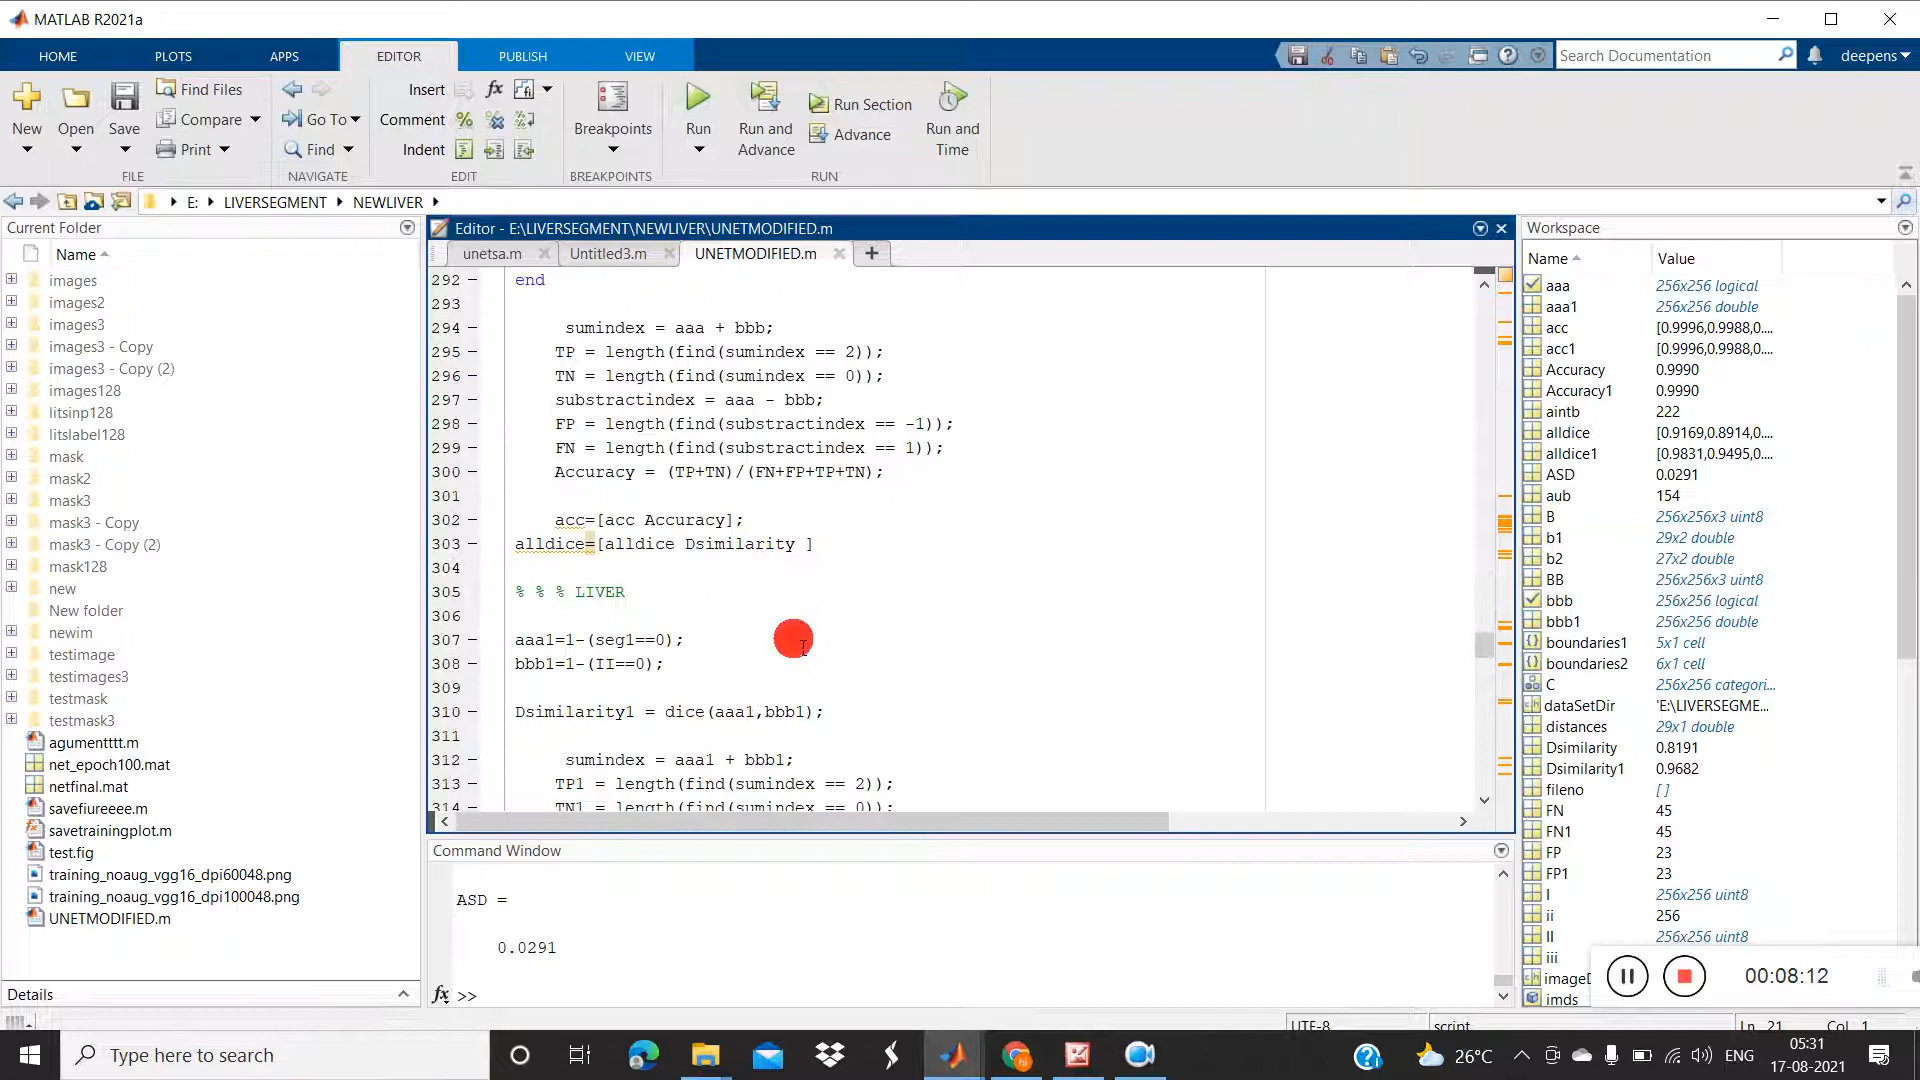 MATLAB R2021a
HOME
PLOTS
APPS
EDITOR
PUBLISH
VIEW
Search Documentation
deepens
New
Open
Save
Find Files
Compare
Print
FILE
Go To
Find
NAVIGATE
Insert
Comment
Indent
EDIT
Breakpoints
BREAKPOINTS
Run
Run and
Advance
Run Section
Advance
Run and
Time
RUN
E: LIVERSEGMENT NEWLIVER
Current Folder
Name
images
images2
images3
images3 - Copy
images3 - Copy (2)
images128
litsinp128
litslabel128
mask
mask2
mask3
mask3 - Copy
mask3 - Copy (2)
mask128
new
New folder
newim
testimage
testimages3
testmask
testmask3
agumentttt.m
net_epoch100.mat
netfinal.mat
savefiureeee.m
savetrainingplot.m
test.fig
training_noaug_vgg16_dpi60048.png
training_noaug_vgg16_dpi100048.png
UNETMODIFIED.m
Details
Editor - E:\LIVERSEGMENT\NEWLIVER\UNETMODIFIED.m
unetsa.m
Untitled3.m
UNETMODIFIED.m
292 - end
293
294 - sumindex = aaa + bbb;
295 - TP = length(find(sumindex == 2));
296 - TN = length(find(sumindex == 0));
297 - substractindex = aaa - bbb;
298 - FP = length(find(substractindex == -1));
299 - FN = length(find(substractindex == 1));
300 - Accuracy = (TP+TN)/(FN+FP+TP+TN);
301
302 - acc=[acc Accuracy];
303 - alldice=[alldice Dsimilarity ]
304
305 % % % LIVER
306
307 - aaa1=1-(seg1==0);
308 - bbb1=1-(II==0);
309
310 - Dsimilarity1 = dice(aaa1,bbb1);
311
312 - sumindex = aaa1 + bbb1;
313 - TP1 = length(find(sumindex == 2));
314 - TN1 = length(find(sumindex == 0));
Command Window
ASD =
0.0291
fx >>
Workspace
Name Value
aaa 256x256 logical
aaa1 256x256 double
acc [0.9996,0.9988,0....
acc1 [0.9996,0.9988,0....
Accuracy 0.9990
Accuracy1 0.9990
aintb 222
alldice [0.9169,0.8914,0....
alldice1 [0.9831,0.9495,0....
ASD 0.0291
aub 154
B 256x256x3 uint8
b1 29x2 double
b2 27x2 double
BB 256x256x3 uint8
bbb 256x256 logical
bbb1 256x256 double
boundaries1 5x1 cell
boundaries2 6x1 cell
C 256x256 categori...
dataSetDir 'E:\LIVERSEGME...
distances 29x1 double
Dsimilarity 0.8191
Dsimilarity1 0.9682
fileno []
FN 45
FN1 45
FP 23
FP1 23
I 256x256 uint8
ii 256
II 256x256 uint8
iii
imageD
imds
00:08:12
UTF-8
script
Ln 21 Col 1
Type here to search
26°C
ENG
05:31
17-08-2021